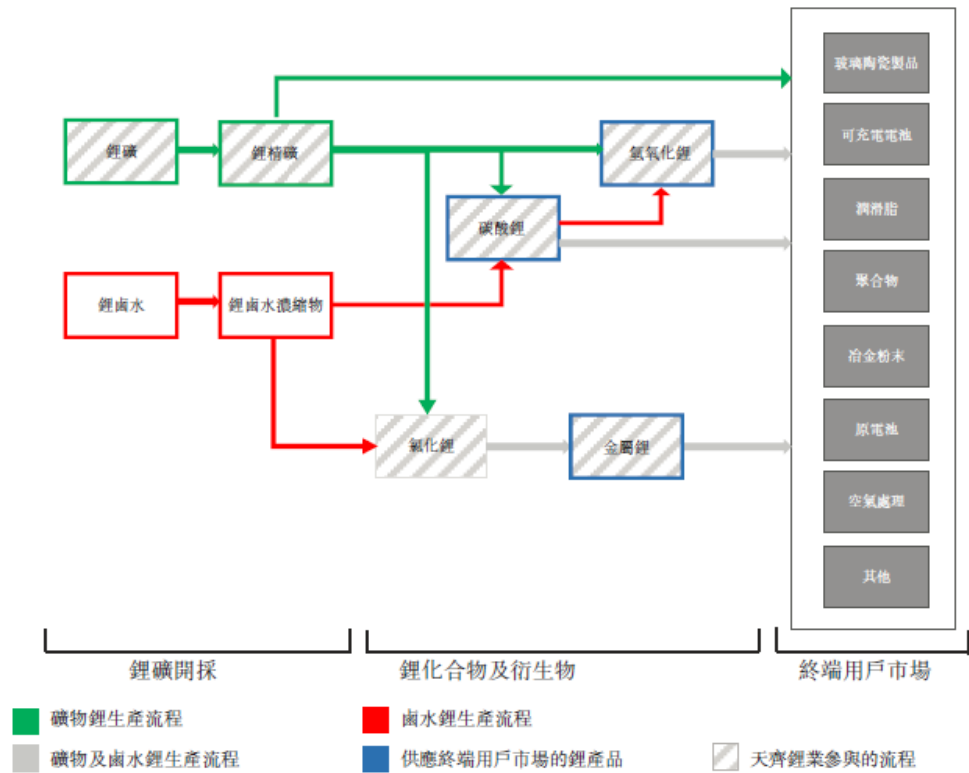 玻璃陶瓷製品
可充電電池
鋰礦
鋰精礦
氫氧化鋰
潤滑脂
碳酸鋰
聚合物
鋰鹵水
鋰鹵水濃縮物
冶金粉末
原電池
氯化鋰
金屬鋰
空氣處理
其他
鋰礦開採
鋰化合物及衍生物
終端用戶市場
礦物鋰生產流程
鹵水鋰生產流程
礦物及鹵水鋰生產流程
供應終端用戶市場的鋰產品
天齊鋰業參與的流程